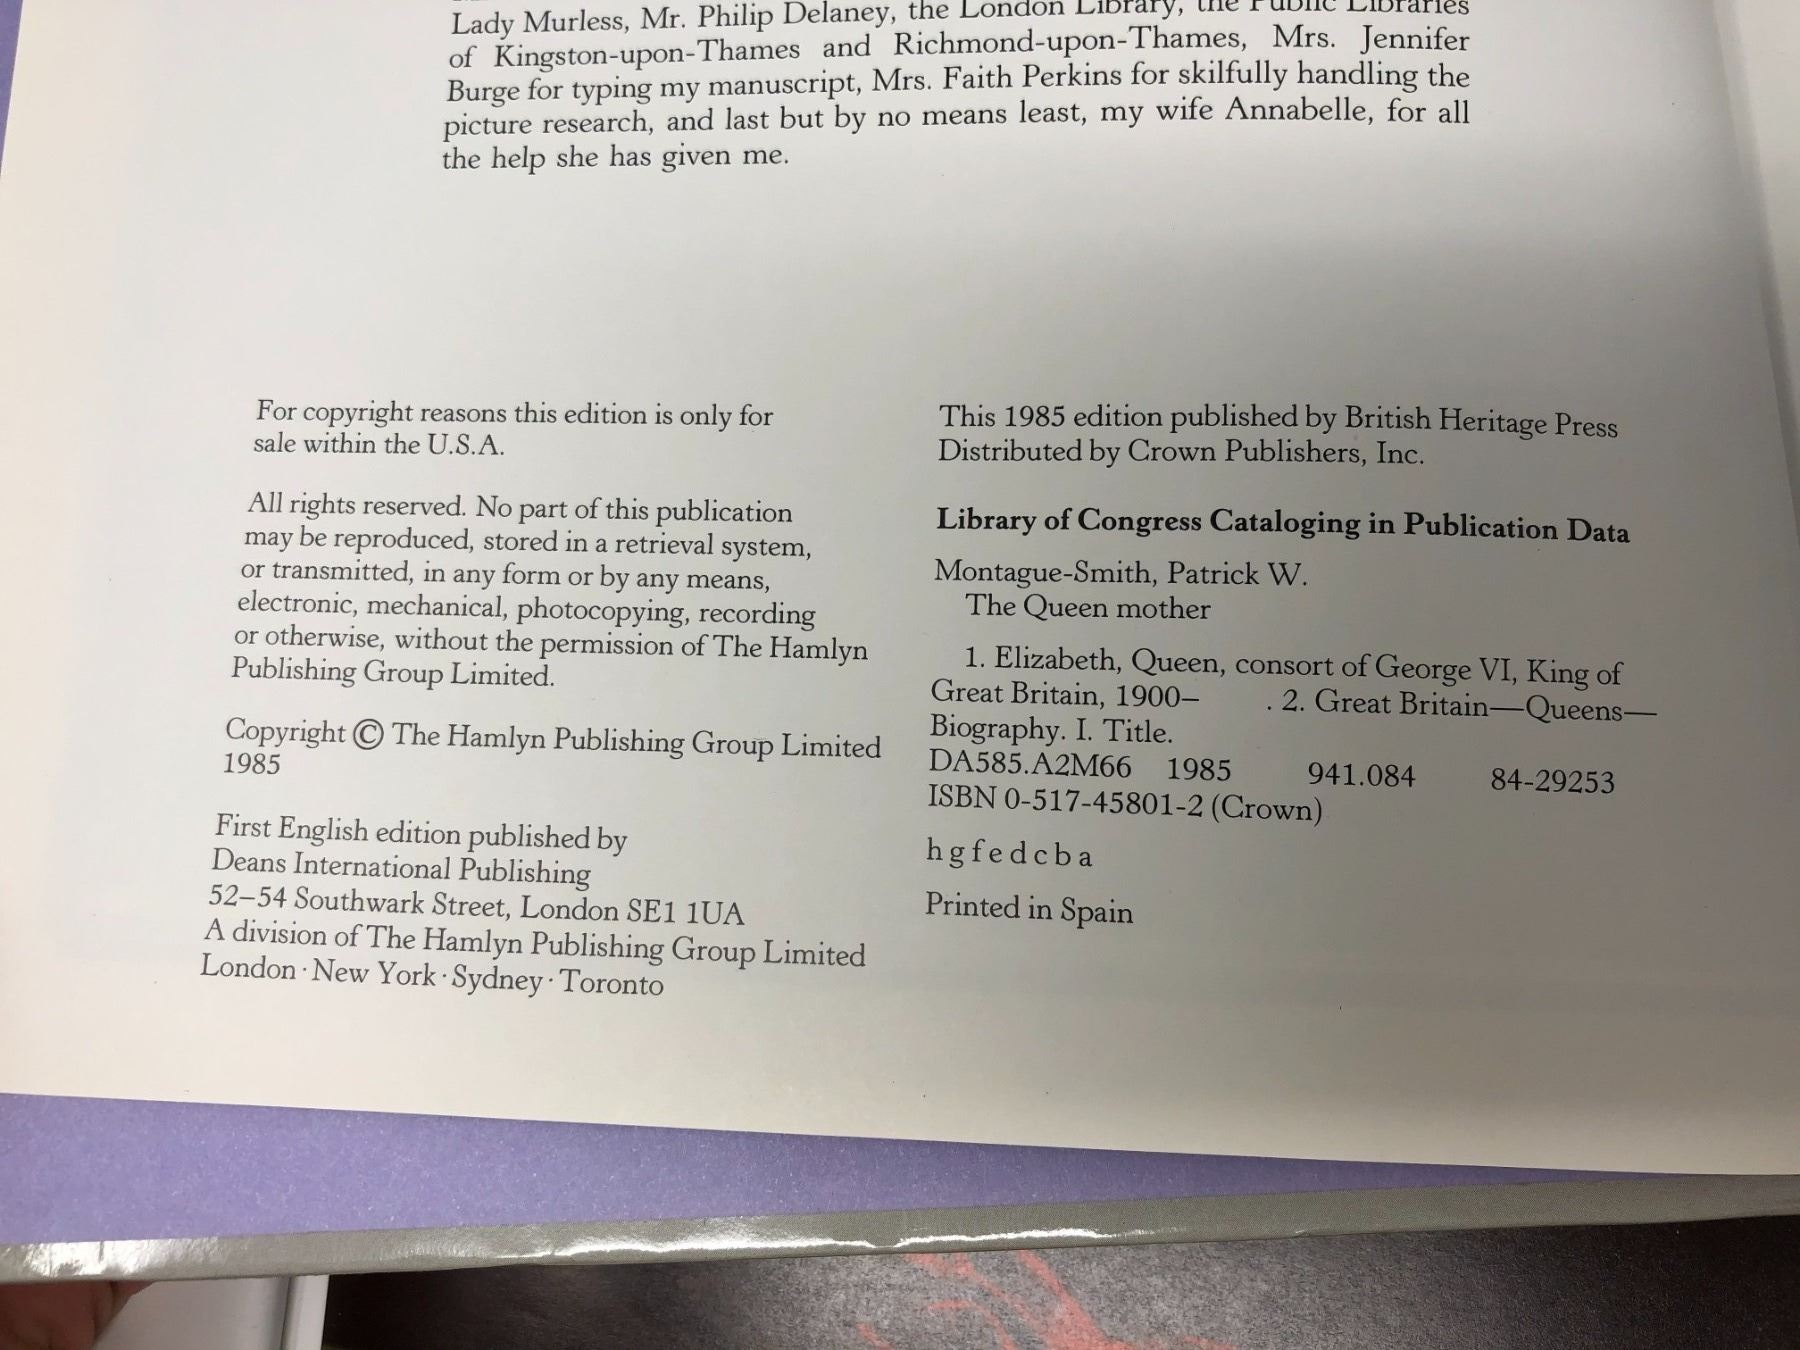 Lady Murless, Mr. Philip Delaney, the London Library, the Public Libraries
of Kingston-upon-Thames and Richmond-upon-Thames, Mrs. Jennifer
Burge for typing my manuscript, Mrs. Faith Perkins for skilfully handling the
picture research, and last but by no means least, my wife Annabelle, for all
the help she has given me.
For copyright reasons this edition is only for
sale within the U.S.A.
All rights reserved. No part of this publication
may be reproduced, stored in a retrieval system,
or transmitted, in any form or by any means,
electronic, mechanical, photocopying, recording
or otherwise, without the permission of The Hamlyn
Publishing Group Limited.
Copyright © The Hamlyn Publishing Group Limited
1985
First English edition published by
Deans International Publishing
52–54 Southwark Street, London SE1 1UA
A division of The Hamlyn Publishing Group Limited
London · New York · Sydney · Toronto
This 1985 edition published by British Heritage Press
Distributed by Crown Publishers, Inc.
Library of Congress Cataloging in Publication Data
Montague-Smith, Patrick W.
The Queen mother
1. Elizabeth, Queen, consort of George VI, King of
Great Britain, 1900– . 2. Great Britain—Queens—
Biography. I. Title.
DA585.A2M66 1985 941.084 84-29253
ISBN 0-517-45801-2 (Crown)
h g f e d c b a
Printed in Spain